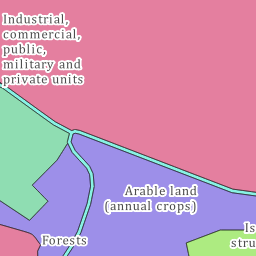 Industrial,
commercial,
public,
military and
private units
Arable land
(annual crops)
Forests